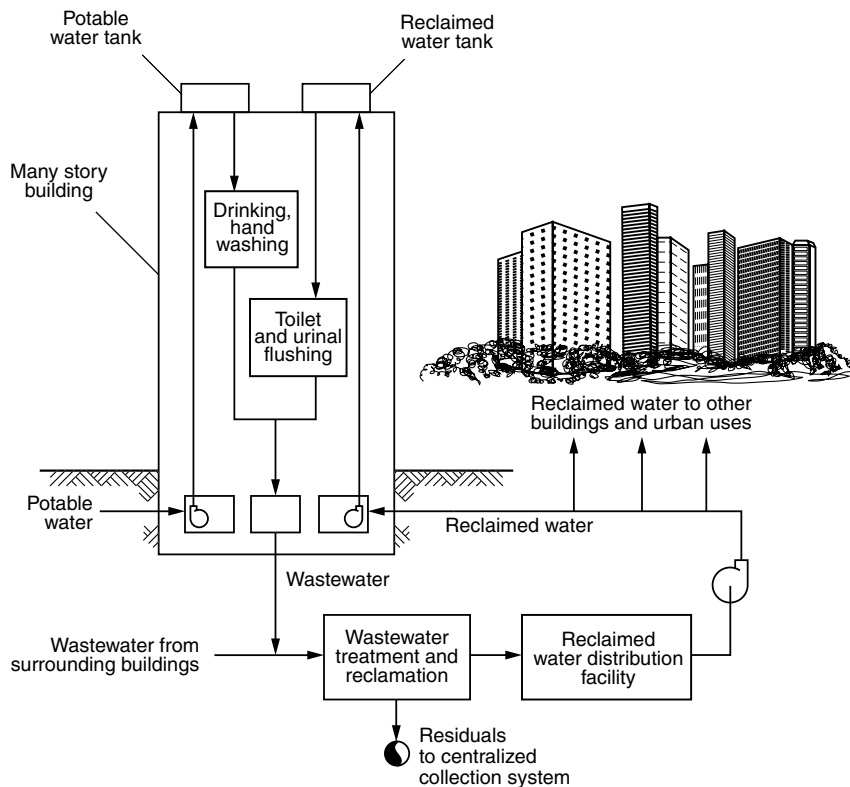 Potable
water tank
Reclaimed
water tank
Many story
building
Drinking,
hand
washing
Toilet
and urinal
flushing
Reclaimed water to other
buildings and urban uses
Potable
water
Reclaimed water
Wastewater
Wastewater from
surrounding buildings
Wastewater
treatment and
reclamation
Reclaimed
water distribution
facility
Residuals
to centralized
collection system